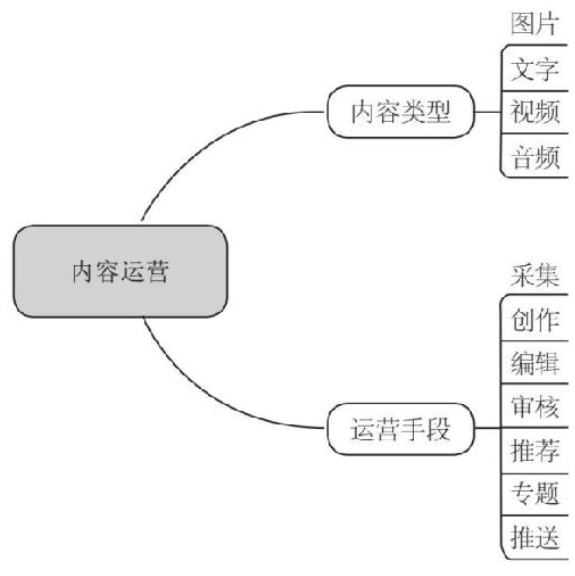 内容运营
内容类型
图片
文字
视频
音频
运营手段
采集
创作
编辑
审核
推荐
专题
推送